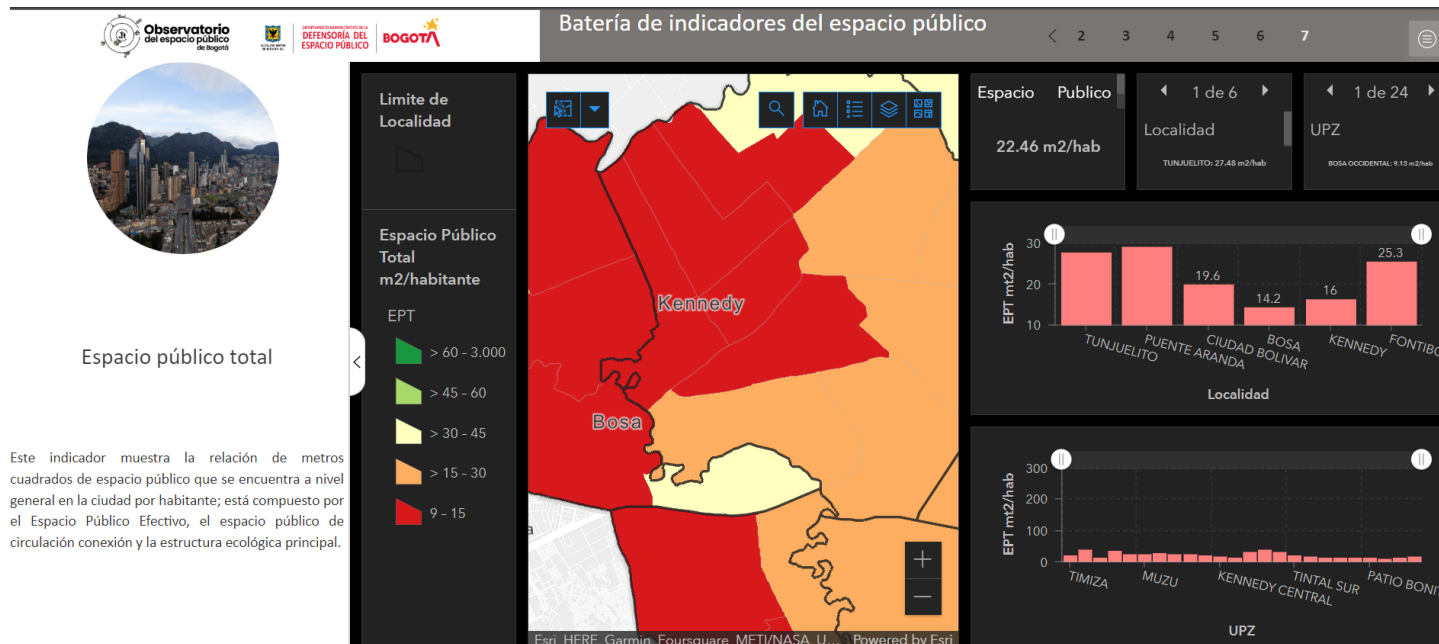 Observatorio
del espacio público
de Bogotá
DEFENSORÍA DEL
ESPACIO PÚBLICO
BOGOTÁ
Batería de indicadores del espacio público
2 3 4 5 6 7
Espacio público total
Este indicador muestra la relación de metros
cuadrados de espacio público que se encuentra a nivel
general en la ciudad por habitante; está compuesto por
el Espacio Público Efectivo, el espacio público de
circulación conexión y la estructura ecológica principal.
Limite de
Localidad
Espacio Público
Total
m2/habitante
EPT
> 60 - 3.000
> 45 - 60
> 30 - 45
> 15 - 30
9 - 15
Kennedy
Bosa
a
Esri, HERE, Garmin, Foursquare, METI/NASA, U... Powered by Esri
Espacio Publico
22.46 m2/hab
1 de 6
Localidad
TUNJUELITO: 27.48 m2/hab
1 de 24
UPZ
BOSA OCCIDENTAL: 9.13 m2/hab
EPT mt2/hab
30
20
10
19.6
14.2
16
25.3
TUNJUELITO
PUENTE ARANDA
CIUDAD BOLIVAR
BOSA
KENNEDY
FONTIBO
Localidad
EPT mt2/hab
300
200
100
0
TIMIZA
MUZU
KENNEDY CENTRAL
TINTAL SUR
PATIO BONI
UPZ